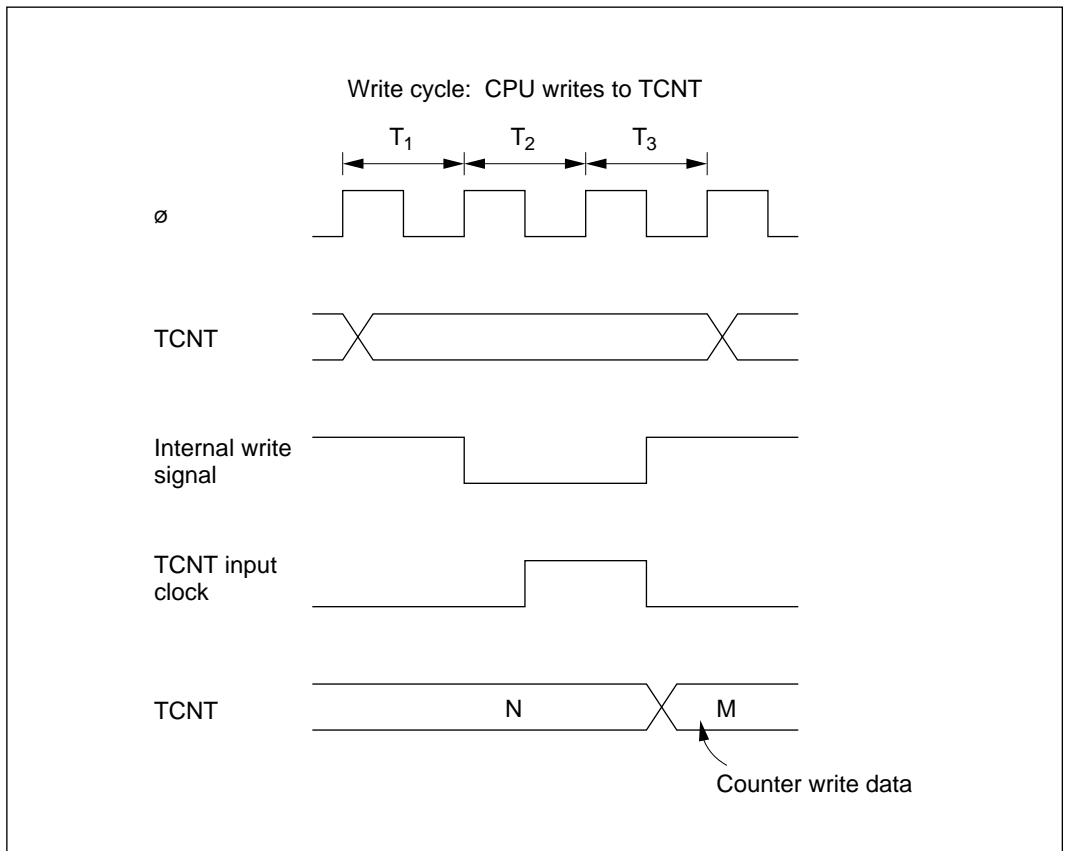 Write cycle: CPU writes to TCNT
T1 T2 T3
ø
TCNT
Internal write
signal
TCNT input
clock
TCNT N M
Counter write data